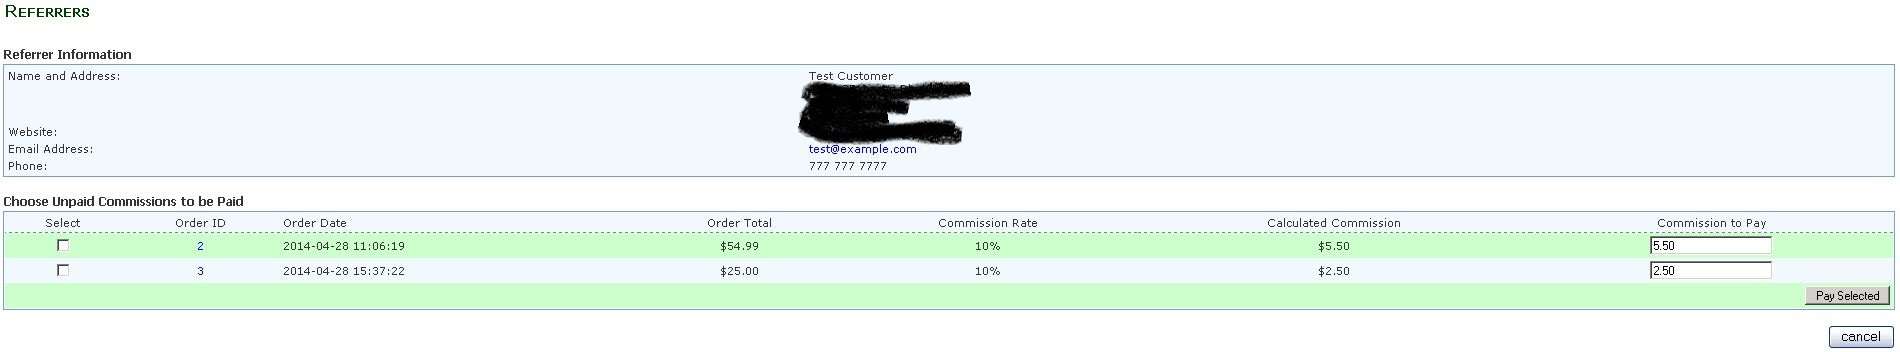 REFERRERS
Referrer Information
Name and Address: Test Customer
Website:
Email Address: test@example.com
Phone: 777 777 7777
Choose Unpaid Commissions to be Paid
Select Order ID Order Date Order Total Commission Rate Calculated Commission Commission to Pay
2 2014-04-28 11:06:19 $54.99 10% $5.50 5.50
3 2014-04-28 15:37:22 $25.00 10% $2.50 2.50
Pay Selected
cancel